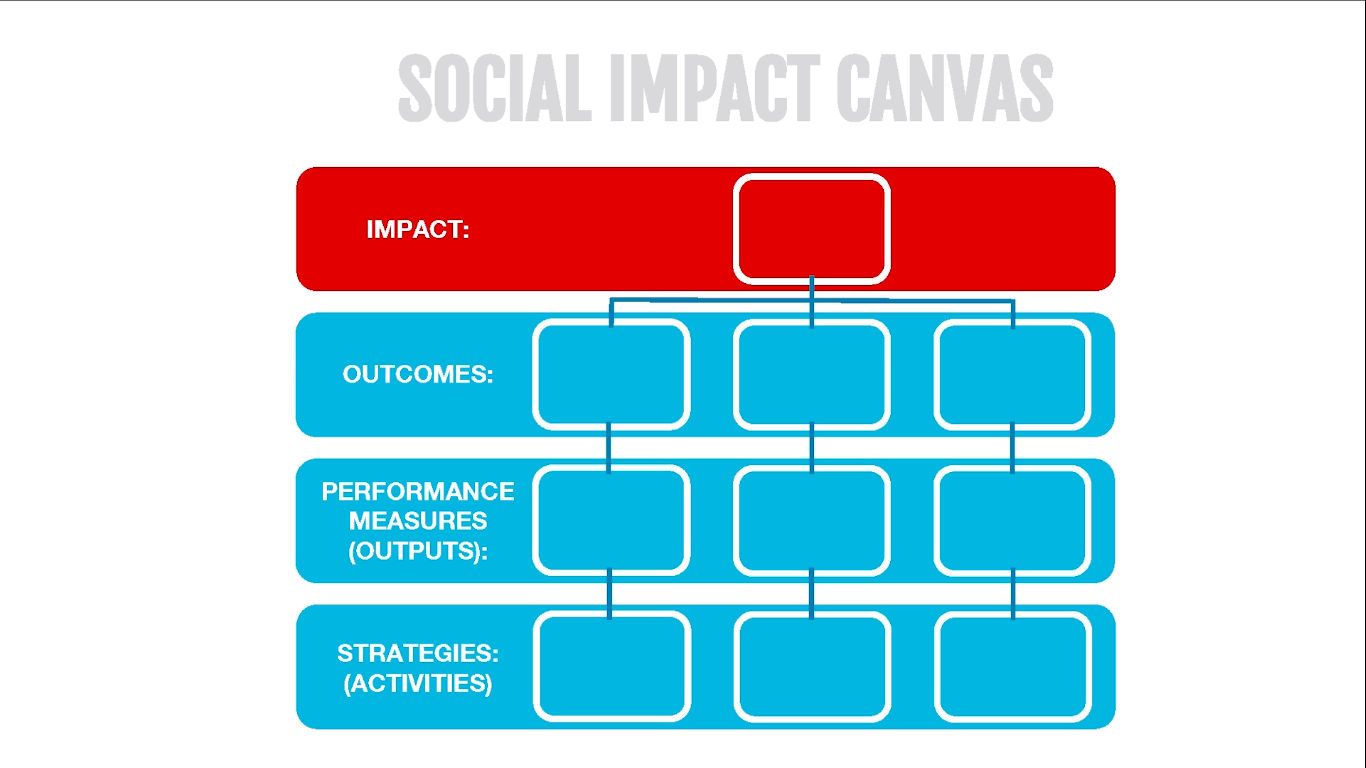 SOCIAL IMPACT CANVAS
IMPACT:
OUTCOMES:
PERFORMANCE
MEASURES
(OUTPUTS):
STRATEGIES:
(ACTIVITIES)